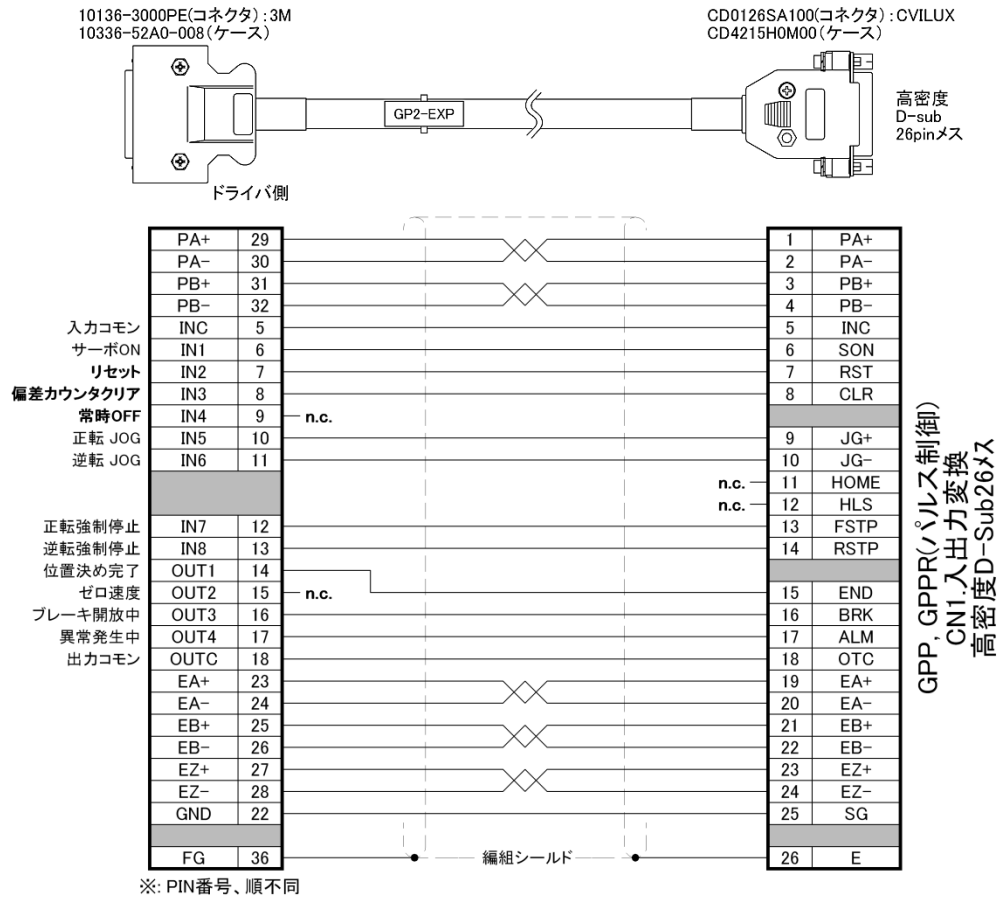 10136-3000PE(コネクタ):3M
10336-52A0-008(ケース)
CD0126SA100(コネクタ):CVILUX
CD4215H0M00(ケース)
GP2-EXP
高密度
D-sub
26pinメス
ドライバ側
PA+ 29 1 PA+
PA- 30 2 PA-
PB+ 31 3 PB+
PB- 32 4 PB-
入力コモン INC 5 5 INC
サーボON IN1 6 6 SON
リセット IN2 7 7 RST
偏差カウンタクリア IN3 8 8 CLR
常時OFF IN4 9 n.c.
正転 JOG IN5 10 9 JG+
逆転 JOG IN6 11 10 JG-
n.c. 11 HOME
n.c. 12 HLS
正転強制停止 IN7 12 13 FSTP
逆転強制停止 IN8 13 14 RSTP
位置決め完了 OUT1 14
ゼロ速度 OUT2 15 n.c. 15 END
ブレーキ開放中 OUT3 16 16 BRK
異常発生中 OUT4 17 17 ALM
出力コモン OUTC 18 18 OTC
EA+ 23 19 EA+
EA- 24 20 EA-
EB+ 25 21 EB+
EB- 26 22 EB-
EZ+ 27 23 EZ+
EZ- 28 24 EZ-
GND 22 25 SG
FG 36 編組シールド 26 E
GPP, GPPR(パルス制御)
CN1.入出力変換
高密度D-Sub26メス
※: PIN番号、順不同